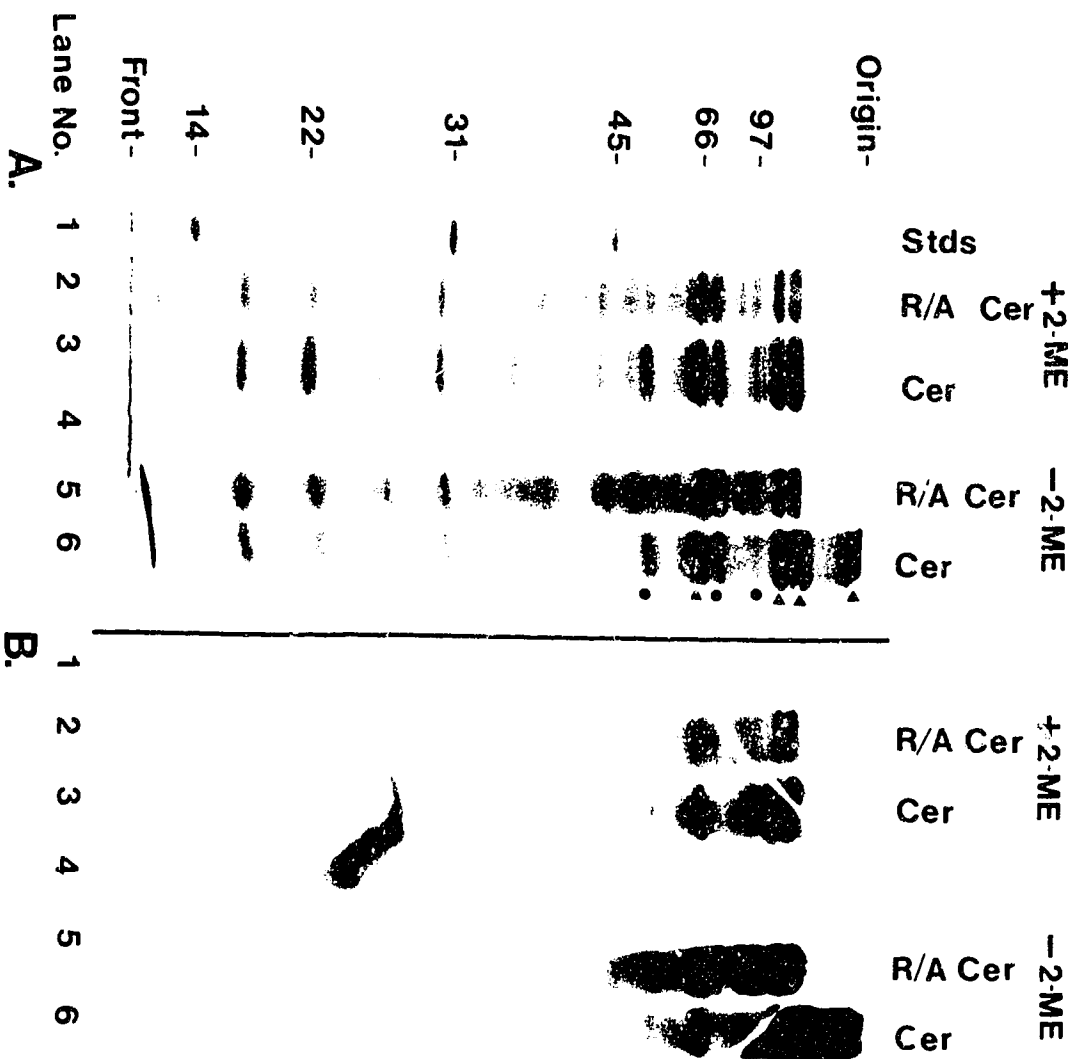 +2-ME
-2-ME
Stds
R/A Cer
Cer
R/A Cer
Cer
Origin-
97-
66-
45-
31-
22-
14-
Front-
Lane No.
1
2
3
4
5
6
A.
+2-ME
-2-ME
R/A Cer
Cer
R/A Cer
Cer
1
2
3
4
5
6
B.